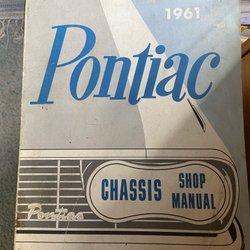 1961
Pontiac
CHASSIS SHOP
MANUAL
Pontiac